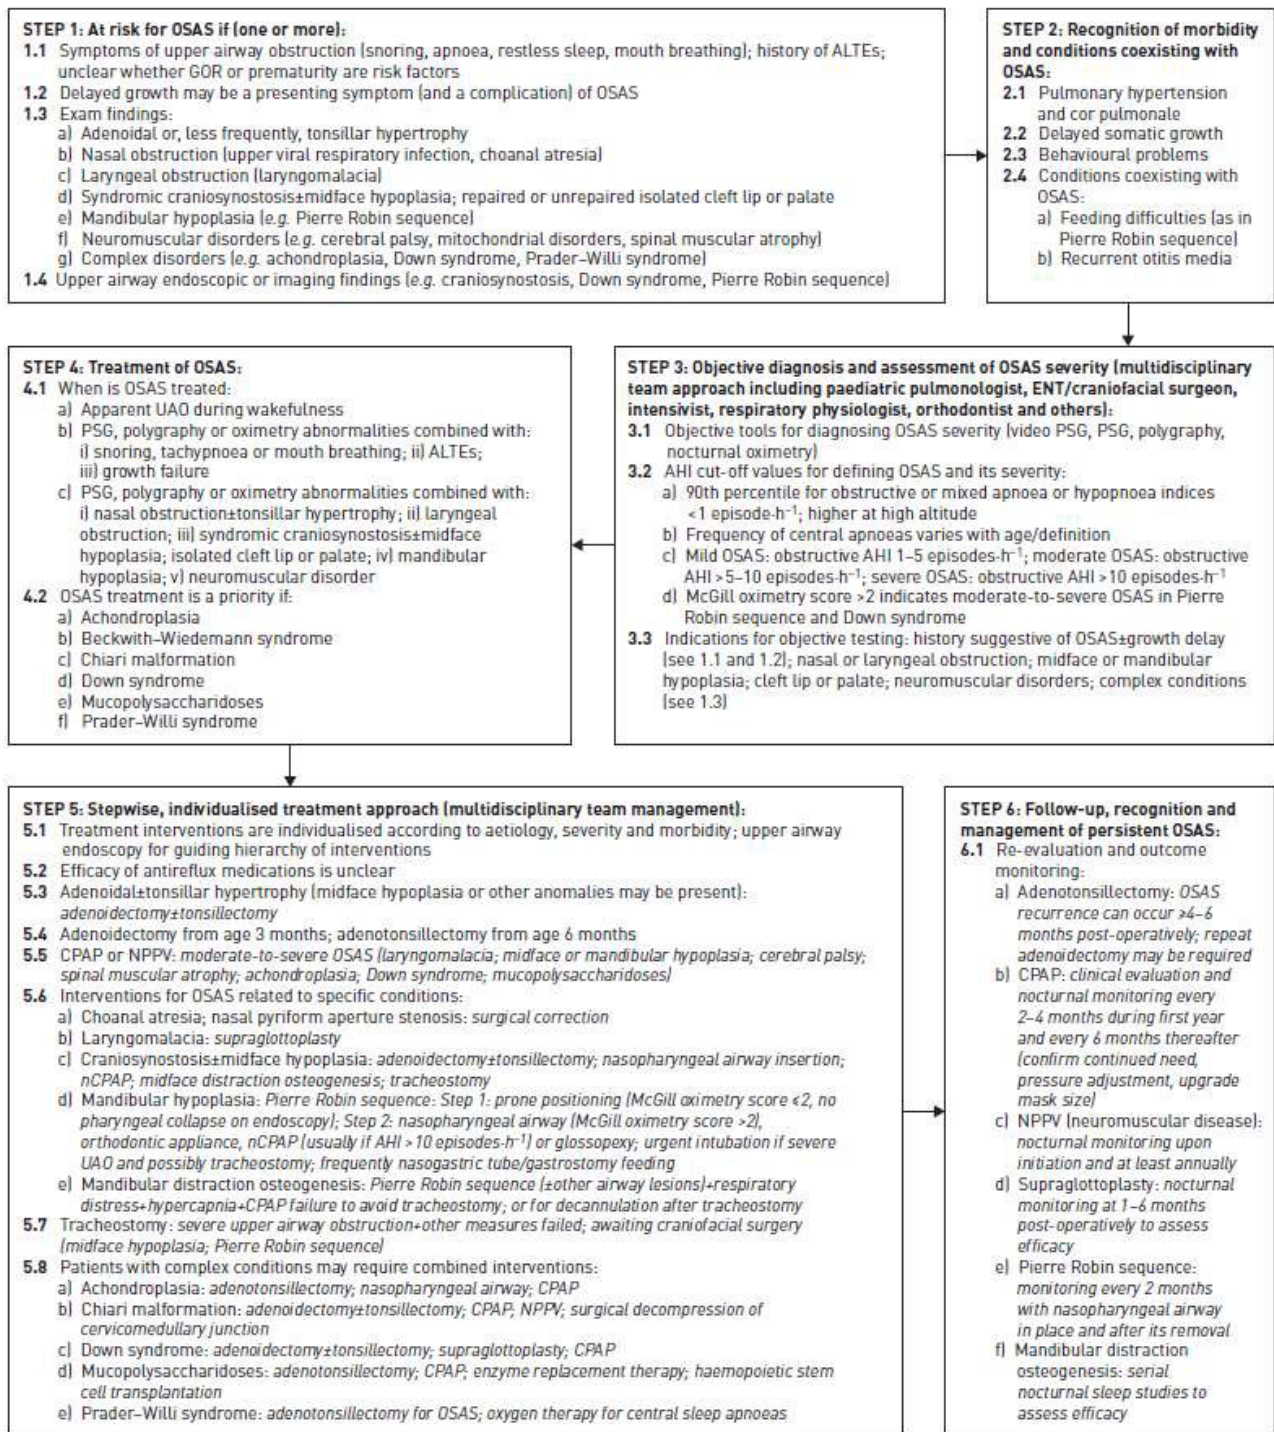 STEP 1: At risk for OSAS if (one or more):
1.1 Symptoms of upper airway obstruction (snoring, apnoea, restless sleep, mouth breathing); history of ALTEs;
unclear whether GOR or prematurity are risk factors
1.2 Delayed growth may be a presenting symptom (and a complication) of OSAS
1.3 Exam findings:
a) Adenoidal or, less frequently, tonsillar hypertrophy
b) Nasal obstruction (upper viral respiratory infection, choanal atresia)
c) Laryngeal obstruction (laryngomalacia)
d) Syndromic craniosynostosis±midface hypoplasia; repaired or unrepaired isolated cleft lip or palate
e) Mandibular hypoplasia (e.g. Pierre Robin sequence)
f) Neuromuscular disorders (e.g. cerebral palsy, mitochondrial disorders, spinal muscular atrophy)
g) Complex disorders (e.g. achondroplasia, Down syndrome, Prader–Willi syndrome)
1.4 Upper airway endoscopic or imaging findings (e.g. craniosynostosis, Down syndrome, Pierre Robin sequence)
STEP 2: Recognition of morbidity
and conditions coexisting with
OSAS:
2.1 Pulmonary hypertension
and cor pulmonale
2.2 Delayed somatic growth
2.3 Behavioural problems
2.4 Conditions coexisting with
OSAS:
a) Feeding difficulties (as in
Pierre Robin sequence)
b) Recurrent otitis media
STEP 3: Objective diagnosis and assessment of OSAS severity (multidisciplinary
team approach including paediatric pulmonologist, ENT/craniofacial surgeon,
intensivist, respiratory physiologist, orthodontist and others):
3.1 Objective tools for diagnosing OSAS severity (video PSG, PSG, polygraphy,
nocturnal oximetry)
3.2 AHI cut-off values for defining OSAS and its severity:
a) 90th percentile for obstructive or mixed apnoea or hypopnoea indices
<1 episode·h⁻¹; higher at high altitude
b) Frequency of central apnoeas varies with age/definition
c) Mild OSAS: obstructive AHI 1–5 episodes·h⁻¹; moderate OSAS: obstructive
AHI >5–10 episodes·h⁻¹; severe OSAS: obstructive AHI >10 episodes·h⁻¹
d) McGill oximetry score >2 indicates moderate-to-severe OSAS in Pierre
Robin sequence and Down syndrome
3.3 Indications for objective testing: history suggestive of OSAS±growth delay
(see 1.1 and 1.2); nasal or laryngeal obstruction; midface or mandibular
hypoplasia; cleft lip or palate; neuromuscular disorders; complex conditions
(see 1.3)
STEP 4: Treatment of OSAS:
4.1 When is OSAS treated:
a) Apparent UAO during wakefulness
b) PSG, polygraphy or oximetry abnormalities combined with:
i) snoring, tachypnoea or mouth breathing; ii) ALTEs;
iii) growth failure
c) PSG, polygraphy or oximetry abnormalities combined with:
i) nasal obstruction±tonsillar hypertrophy; ii) laryngeal
obstruction; iii) syndromic craniosynostosis±midface
hypoplasia; isolated cleft lip or palate; iv) mandibular
hypoplasia; v) neuromuscular disorder
4.2 OSAS treatment is a priority if:
a) Achondroplasia
b) Beckwith–Wiedemann syndrome
c) Chiari malformation
d) Down syndrome
e) Mucopolysaccharidoses
f) Prader–Willi syndrome
STEP 5: Stepwise, individualised treatment approach (multidisciplinary team management):
5.1 Treatment interventions are individualised according to aetiology, severity and morbidity; upper airway
endoscopy for guiding hierarchy of interventions
5.2 Efficacy of antireflux medications is unclear
5.3 Adenoidal±tonsillar hypertrophy (midface hypoplasia or other anomalies may be present):
adenoidectomy±tonsillectomy
5.4 Adenoidectomy from age 3 months; adenotonsillectomy from age 6 months
5.5 CPAP or NPPV: moderate-to-severe OSAS (laryngomalacia; midface or mandibular hypoplasia; cerebral palsy;
spinal muscular atrophy; achondroplasia; Down syndrome; mucopolysaccharidoses)
5.6 Interventions for OSAS related to specific conditions:
a) Choanal atresia; nasal pyriform aperture stenosis: surgical correction
b) Laryngomalacia: supraglottoplasty
c) Craniosynostosis±midface hypoplasia: adenoidectomy±tonsillectomy; nasopharyngeal airway insertion;
nCPAP; midface distraction osteogenesis; tracheostomy
d) Mandibular hypoplasia: Pierre Robin sequence: Step 1: prone positioning (McGill oximetry score ≤2, no
pharyngeal collapse on endoscopy); Step 2: nasopharyngeal airway (McGill oximetry score >2),
orthodontic appliance, nCPAP (usually if AHI >10 episodes·h⁻¹) or glossopexy; urgent intubation if severe
UAO and possibly tracheostomy; frequently nasogastric tube/gastrostomy feeding
e) Mandibular distraction osteogenesis: Pierre Robin sequence (±other airway lesions)+respiratory
distress+hypercapnia+CPAP failure to avoid tracheostomy; or for decannulation after tracheostomy
5.7 Tracheostomy: severe upper airway obstruction+other measures failed; awaiting craniofacial surgery
(midface hypoplasia; Pierre Robin sequence)
5.8 Patients with complex conditions may require combined interventions:
a) Achondroplasia: adenotonsillectomy; nasopharyngeal airway; CPAP
b) Chiari malformation: adenoidectomy±tonsillectomy; CPAP; NPPV; surgical decompression of
cervicomedullary junction
c) Down syndrome: adenoidectomy±tonsillectomy; supraglottoplasty; CPAP
d) Mucopolysaccharidoses: adenotonsillectomy; CPAP; enzyme replacement therapy; haemopoietic stem
cell transplantation
e) Prader–Willi syndrome: adenotonsillectomy for OSAS; oxygen therapy for central sleep apnoeas
STEP 6: Follow-up, recognition and
management of persistent OSAS:
6.1 Re-evaluation and outcome
monitoring:
a) Adenotonsillectomy: OSAS
recurrence can occur ≥4–6
months post-operatively; repeat
adenoidectomy may be required
b) CPAP: clinical evaluation and
nocturnal monitoring every
2–4 months during first year
and every 6 months thereafter
(confirm continued need,
pressure adjustment, upgrade
mask size)
c) NPPV (neuromuscular disease):
nocturnal monitoring upon
initiation and at least annually
d) Supraglottoplasty: nocturnal
monitoring at 1–6 months
post-operatively to assess
efficacy
e) Pierre Robin sequence:
monitoring every 2 months
with nasopharyngeal airway
in place and after its removal
f) Mandibular distraction
osteogenesis: serial
nocturnal sleep studies to
assess efficacy